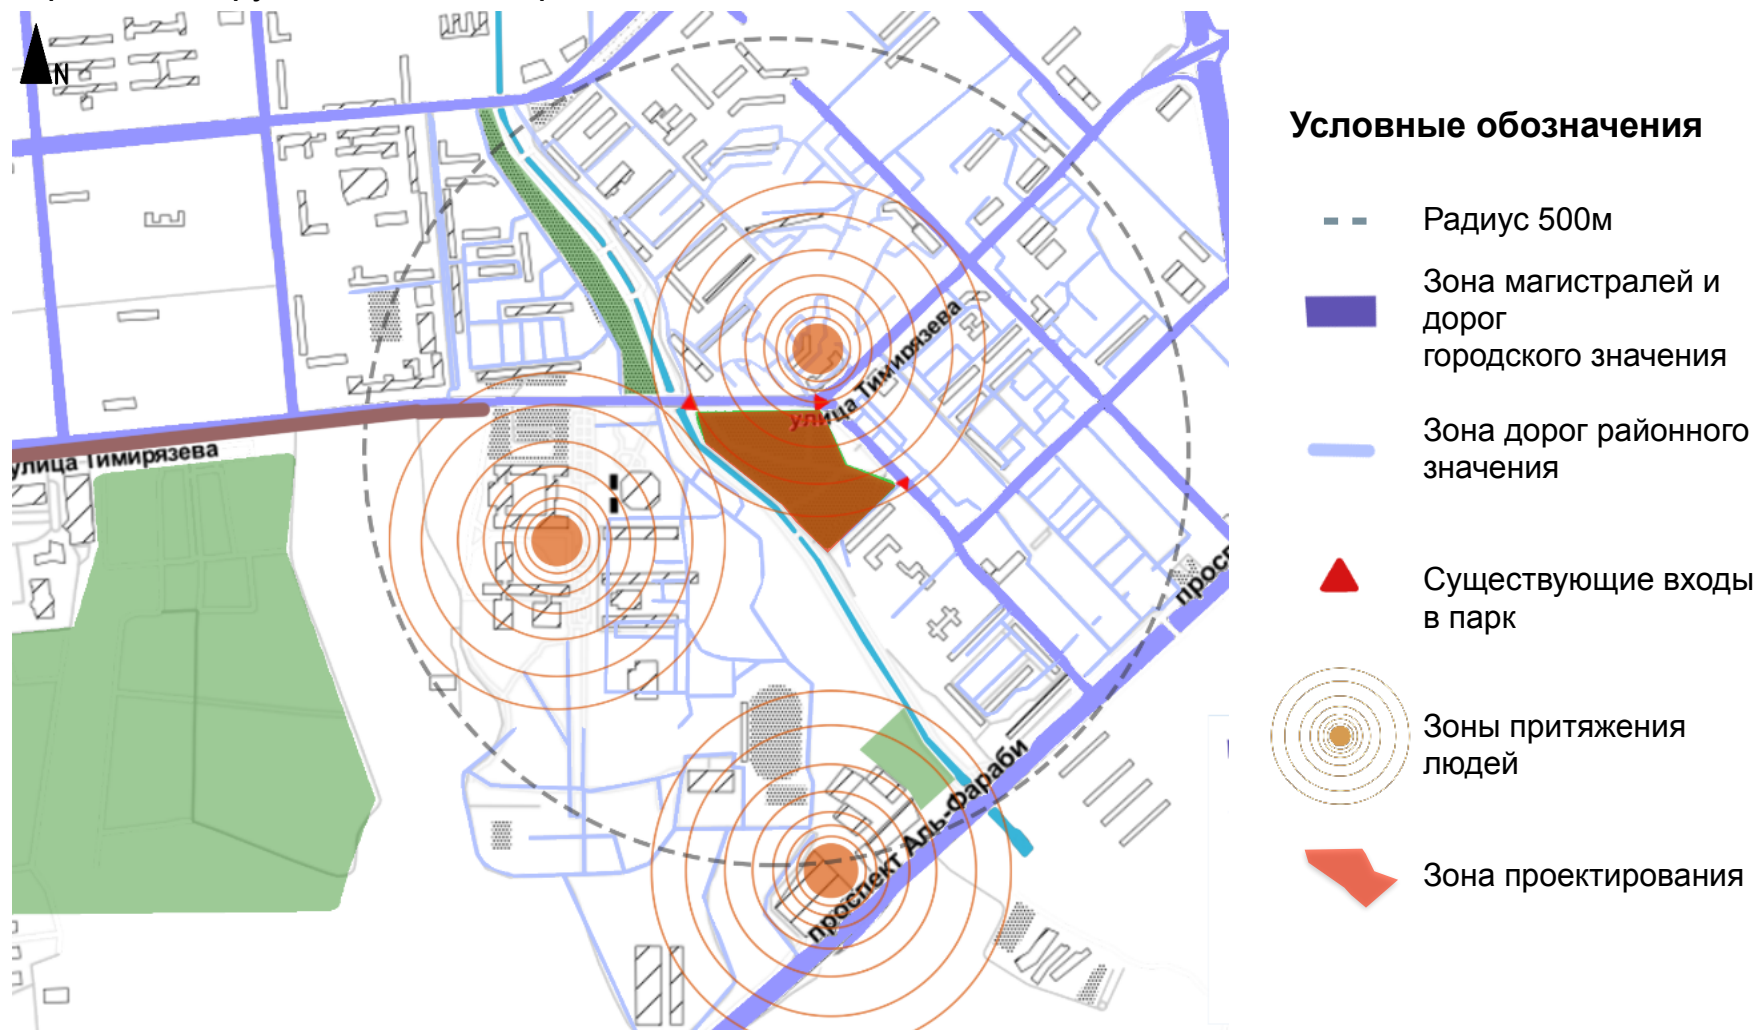 N
улица Тимирязева
улица Тимирязева
просп
проспект Аль-Фараби
Условные обозначения
Радиус 500м
Зона магистралей и
дорог
городского значения
Зона дорог районного
значения
Существующие входы
в парк
Зоны притяжения
людей
Зона проектирования